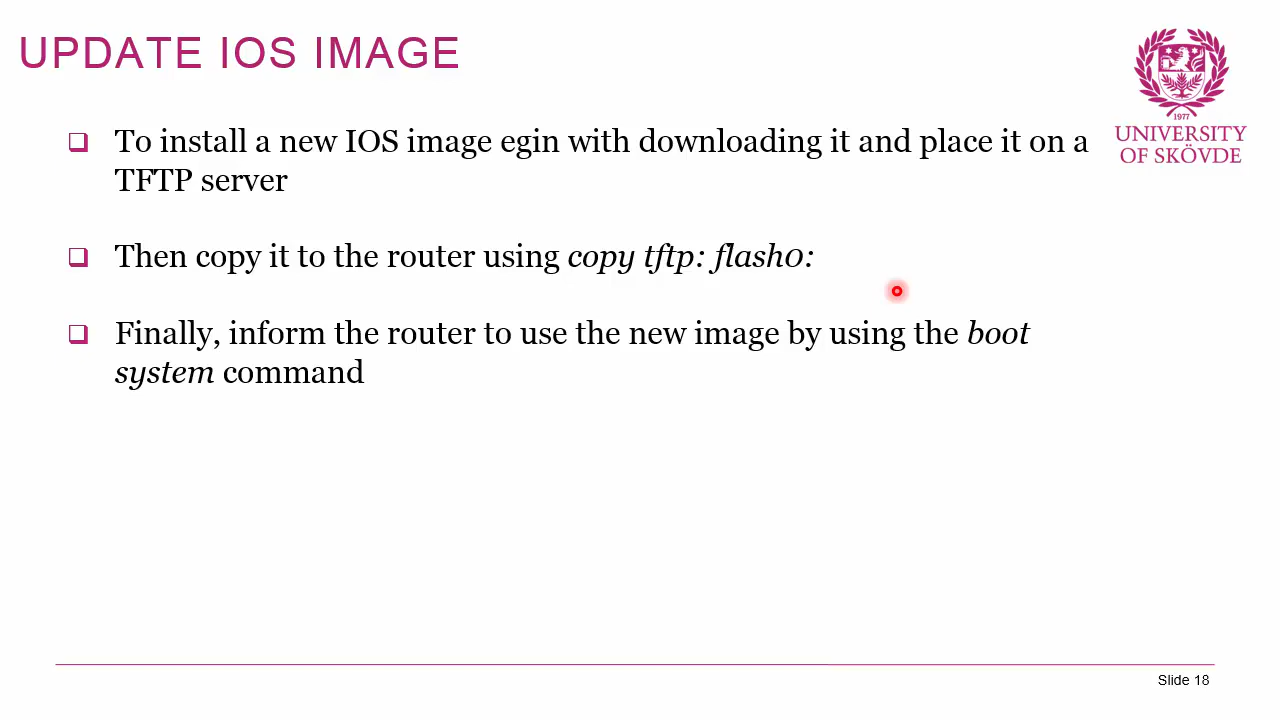 UPDATE IOS IMAGE
To install a new IOS image egin with downloading it and place it on a
TFTP server
Then copy it to the router using copy tftp: flash0:
Finally, inform the router to use the new image by using the boot
system command
1977
UNIVERSITY
OF SKÖVDE
Slide 18